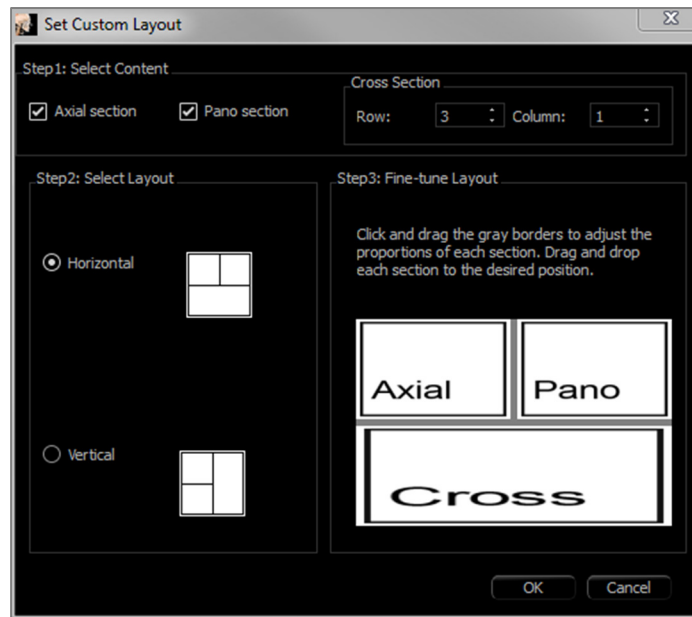 Set Custom Layout
Step1: Select Content
Axial section
Pano section
Cross Section
Row: 3 Column: 1
Step2: Select Layout
Horizontal
Vertical
Step3: Fine-tune Layout
Click and drag the gray borders to adjust the
proportions of each section. Drag and drop
each section to the desired position.
Axial
Pano
Cross
OK
Cancel